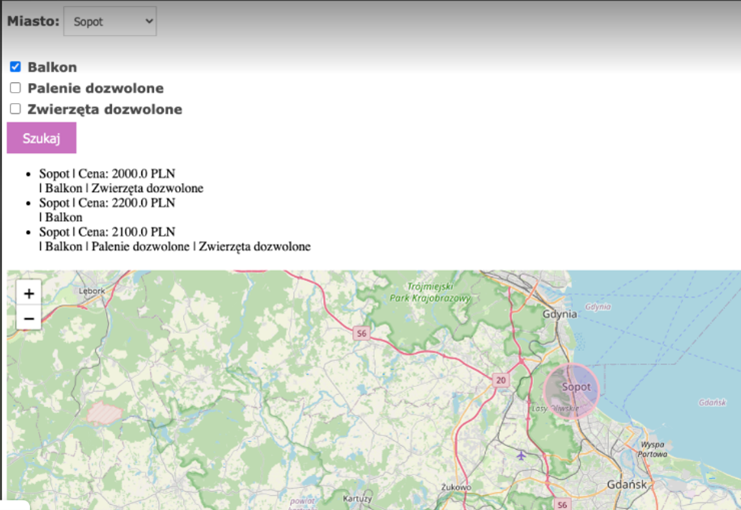 Miasto: Sopot
Balkon
Palenie dozwolone
Zwierzęta dozwolone
Szukaj
Sopot | Cena: 2000.0 PLN
| Balkon | Zwierzęta dozwolone
Sopot | Cena: 2200.0 PLN
| Balkon
Sopot | Cena: 2100.0 PLN
| Balkon | Palenie dozwolone | Zwierzęta dozwolone
+
−
Lębork
Trójmiejski
Park Krajobrazowy
Gdynia
Gdynia
S6
20
Sopot
Lasy Oliwskie
Gdańsk
Wyspa
Portowa
Żukowo
Gdańsk
powiat
Kartuzy
S6